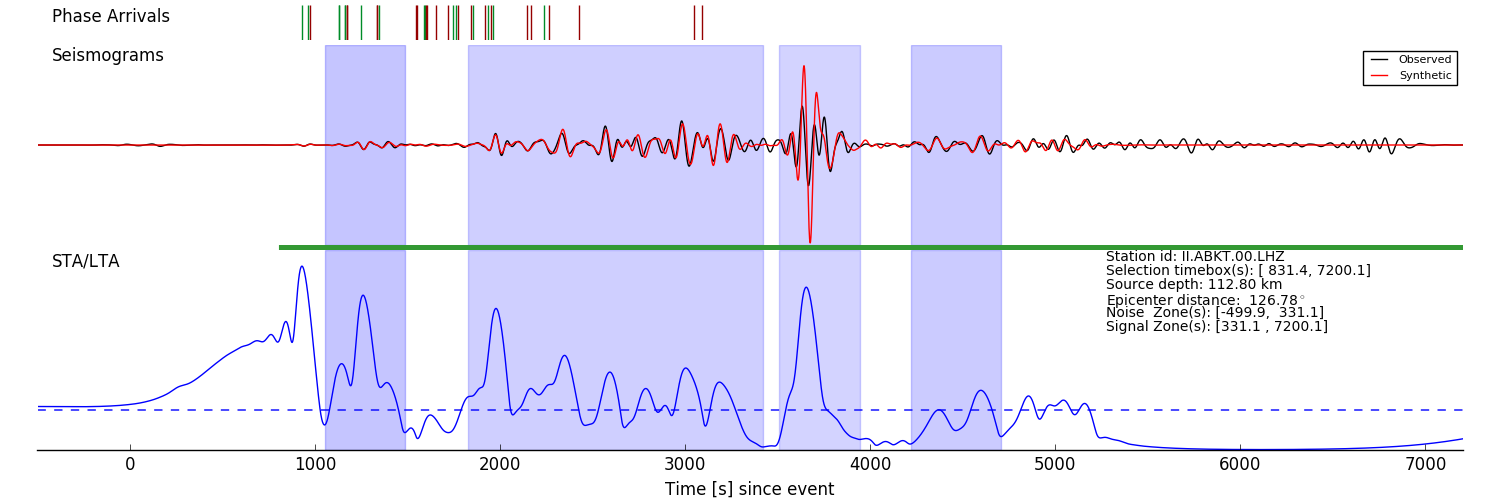 Phase Arrivals
Seismograms
Observed
Synthetic
STA/LTA
Station id: II.ABKT.00.LHZ
Selection timebox(s): [ 831.4, 7200.1]
Source depth: 112.80 km
Epicenter distance:  126.78°
Noise  Zone(s): [-499.9,  331.1]
Signal Zone(s): [331.1 , 7200.1]
0 1000 2000 3000 4000 5000 6000 7000
Time [s] since event